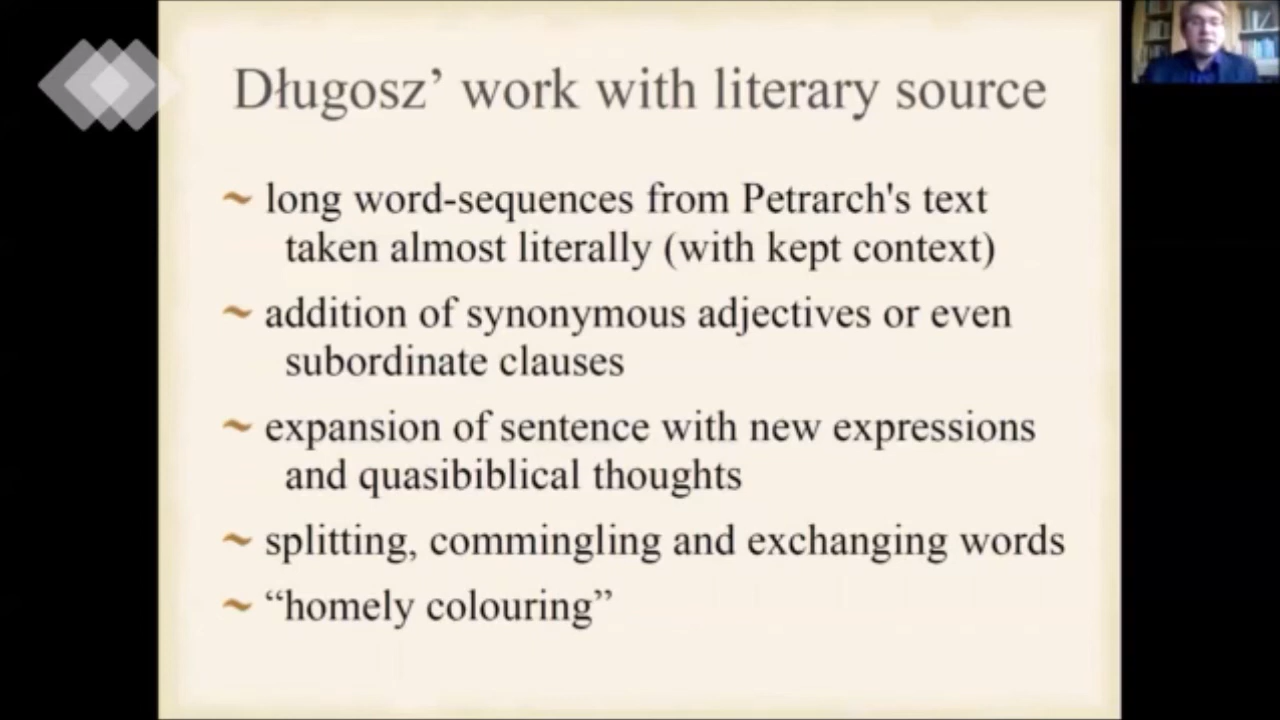 Długosz’ work with literary source
~ long word-sequences from Petrarch's text
taken almost literally (with kept context)
~ addition of synonymous adjectives or even
subordinate clauses
~ expansion of sentence with new expressions
and quasibiblical thoughts
~ splitting, commingling and exchanging words
~ “homely colouring”